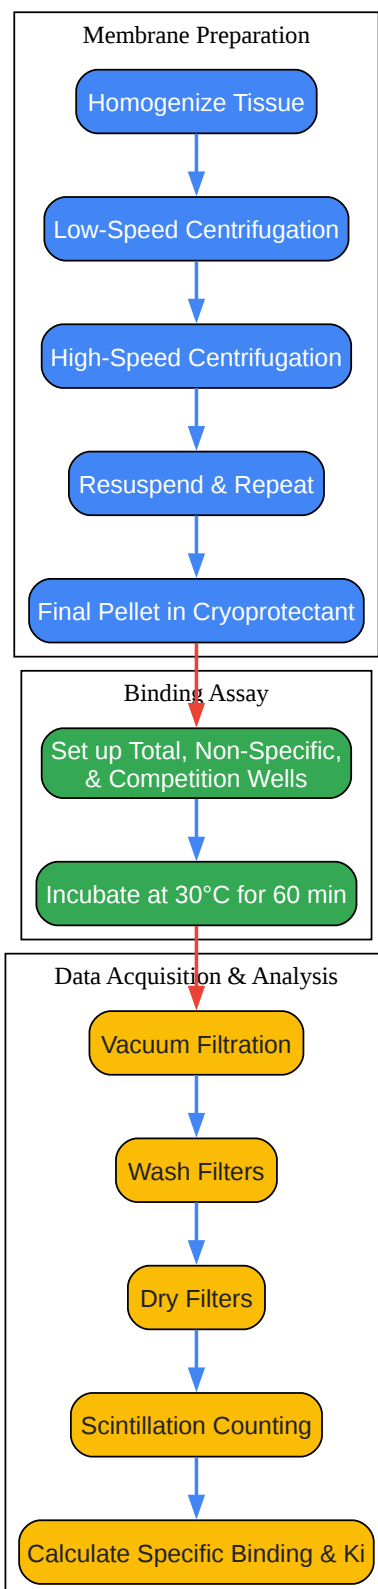 Membrane Preparation
Homogenize Tissue
Low-Speed Centrifugation
High-Speed Centrifugation
Resuspend & Repeat
Final Pellet in Cryoprotectant
Binding Assay
Set up Total, Non-Specific,
& Competition Wells
Incubate at 30°C for 60 min
Data Acquisition & Analysis
Vacuum Filtration
Wash Filters
Dry Filters
Scintillation Counting
Calculate Specific Binding & Ki